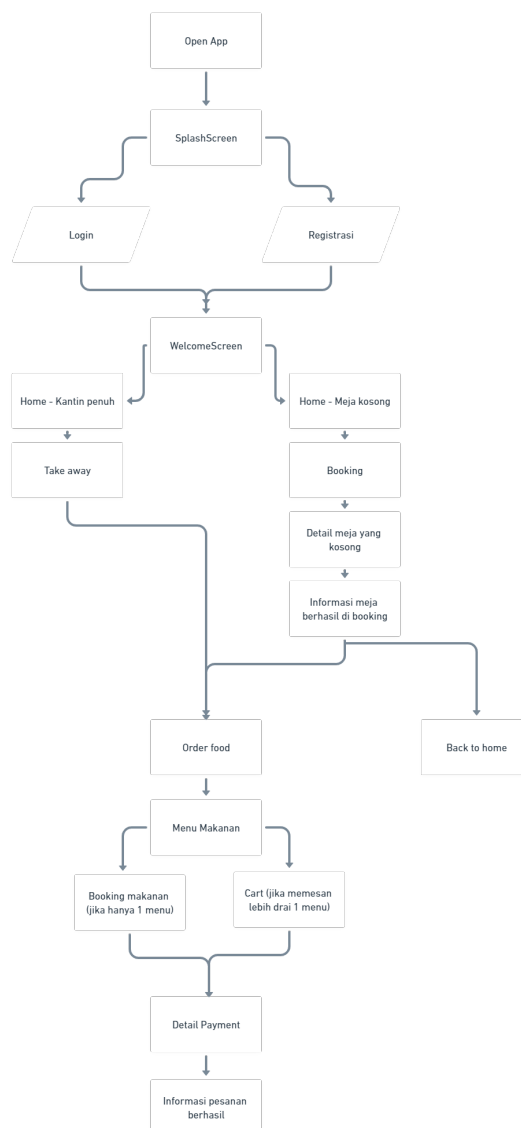 Open App
SplashScreen
Login
Registrasi
WelcomeScreen
Home - Kantin penuh
Home - Meja kosong
Take away
Booking
Detail meja yang
kosong
Informasi meja
berhasil di booking
Order food
Back to home
Menu Makanan
Booking makanan
(jika hanya 1 menu)
Cart (jika memesan
lebih drai 1 menu)
Detail Payment
Informasi pesanan
berhasil